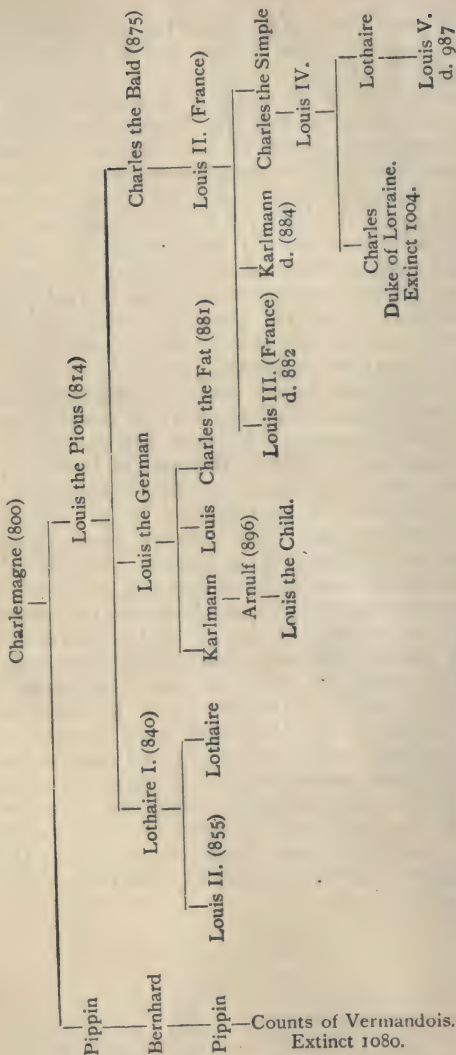 Charlemagne (800)
Pippin
Louis the Pious (814)
Bernhard
Lothaire I. (840)
Louis the German
Charles the Bald (875)
Pippin
Louis II. (855)
Lothaire
Karlmann
Louis
Charles the Fat (881)
Louis II. (France)
Counts of Vermandois.
Extinct 1080.
Arnulf (896)
Louis III. (France)
d. 882
Karlmann
d. (884)
Charles the Simple
Louis the Child.
Louis IV.
Charles
Duke of Lorraine.
Extinct 1004.
Lothaire
Louis V.
d. 987